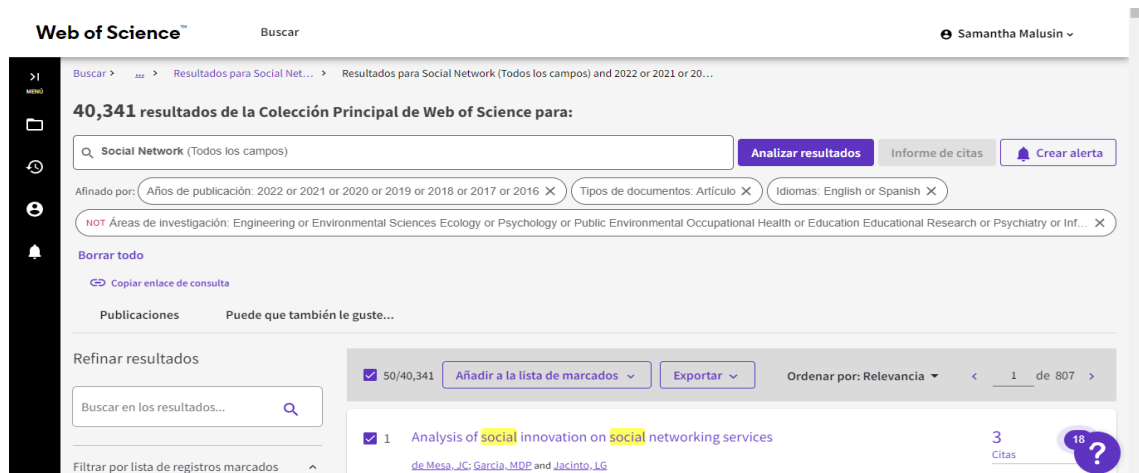 Web of Science™
Buscar
Samantha Malusin
MENÚ
Buscar > ... > Resultados para Social Net... > Resultados para Social Network (Todos los campos) and 2022 or 2021 or 20...
40,341 resultados de la Colección Principal de Web of Science para:
Social Network (Todos los campos)
Analizar resultados
Informe de citas
Crear alerta
Afinado por: Años de publicación: 2022 or 2021 or 2020 or 2019 or 2018 or 2017 or 2016 Tipos de documentos: Artículo Idiomas: English or Spanish
NOT Áreas de investigación: Engineering or Environmental Sciences Ecology or Psychology or Public Environmental Occupational Health or Education Educational Research or Psychiatry or Inf...
Borrar todo
Copiar enlace de consulta
Publicaciones
Puede que también le guste...
Refinar resultados
50/40,341
Añadir a la lista de marcados
Exportar
Ordenar por: Relevancia
< 1 de 807 >
Buscar en los resultados...
1 Analysis of social innovation on social networking services
3
Citas
18
?
Filtrar por lista de registros marcados
de Mesa, JC; García, MDP and Jacinto, LG